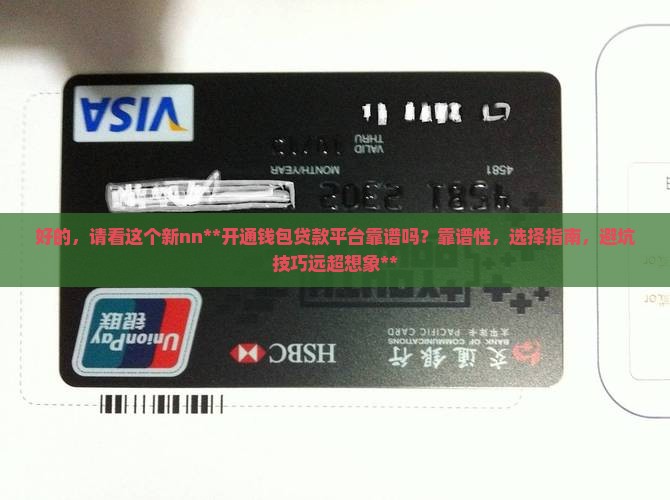 VISA
VALID
THRU
MONTH/YEAR
4581
4581 2302
好的，请看这个新nn**开通钱包贷款平台靠谱吗？靠谱性，选择指南，避坑
技巧远超想象**
太平洋卡 PACIFIC CARD
BANK OF COMMUNICATIONS
交通银行
HSBC
UnionPay
银联